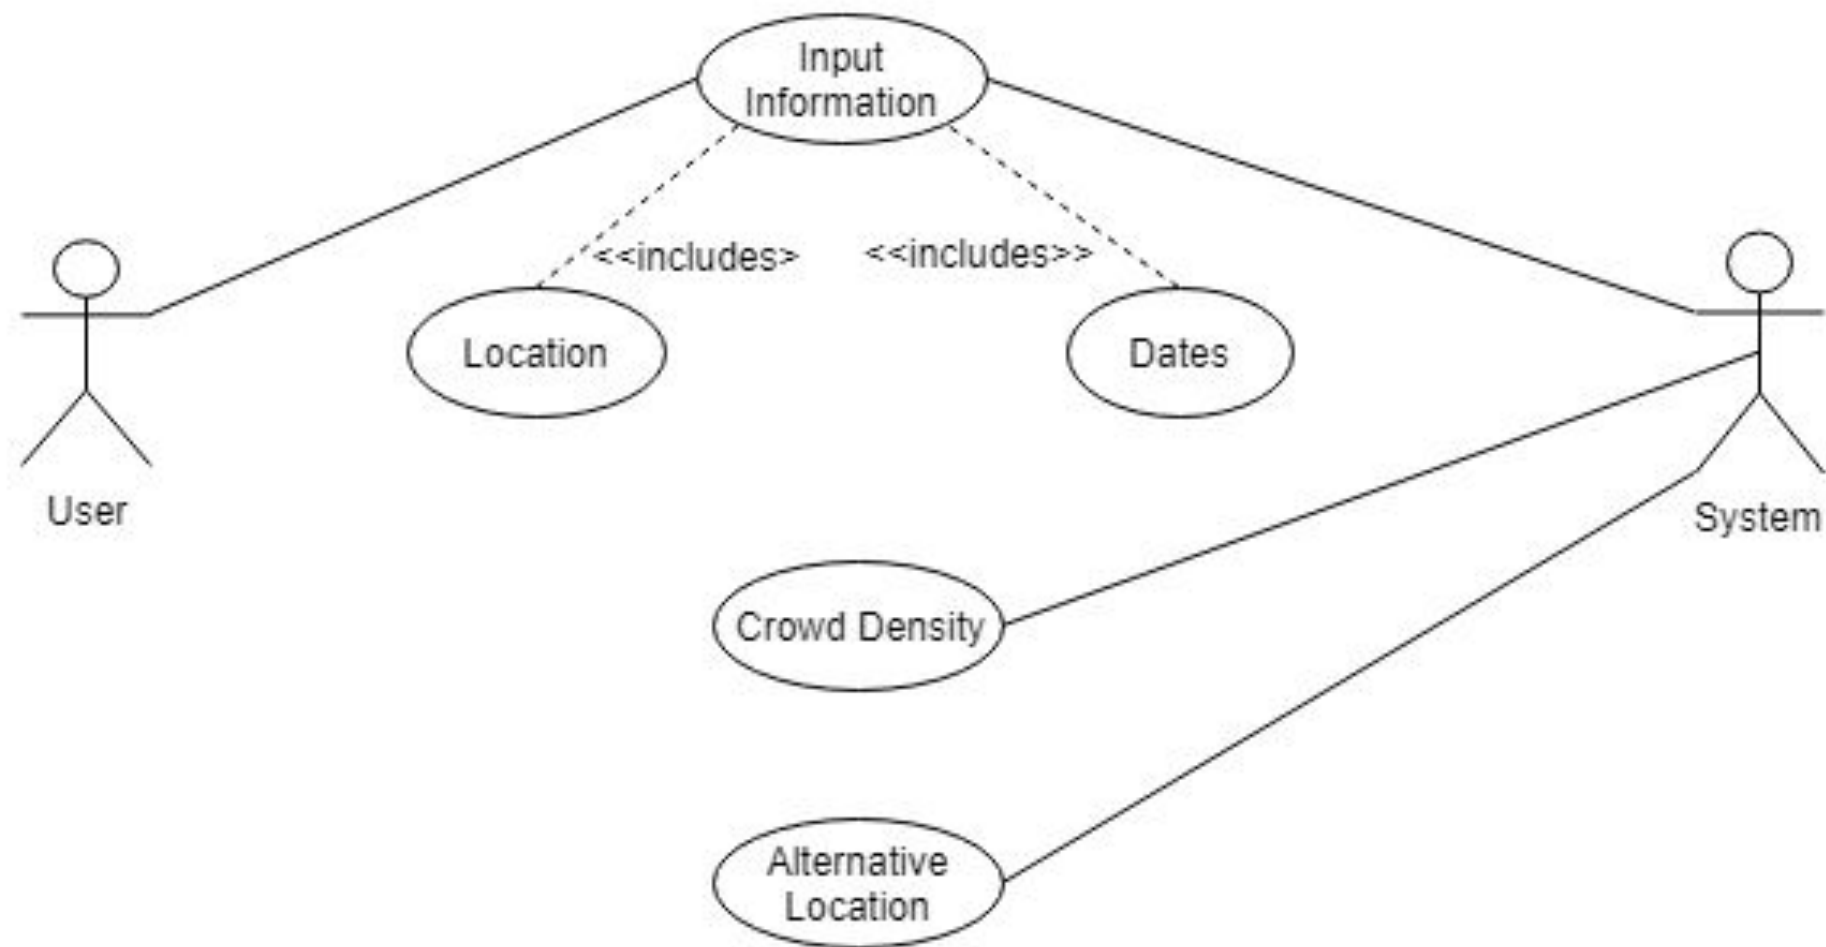 Input
Information
<<includes>
<<includes>>
Location
Dates
User
System
Crowd Density
Alternative
Location